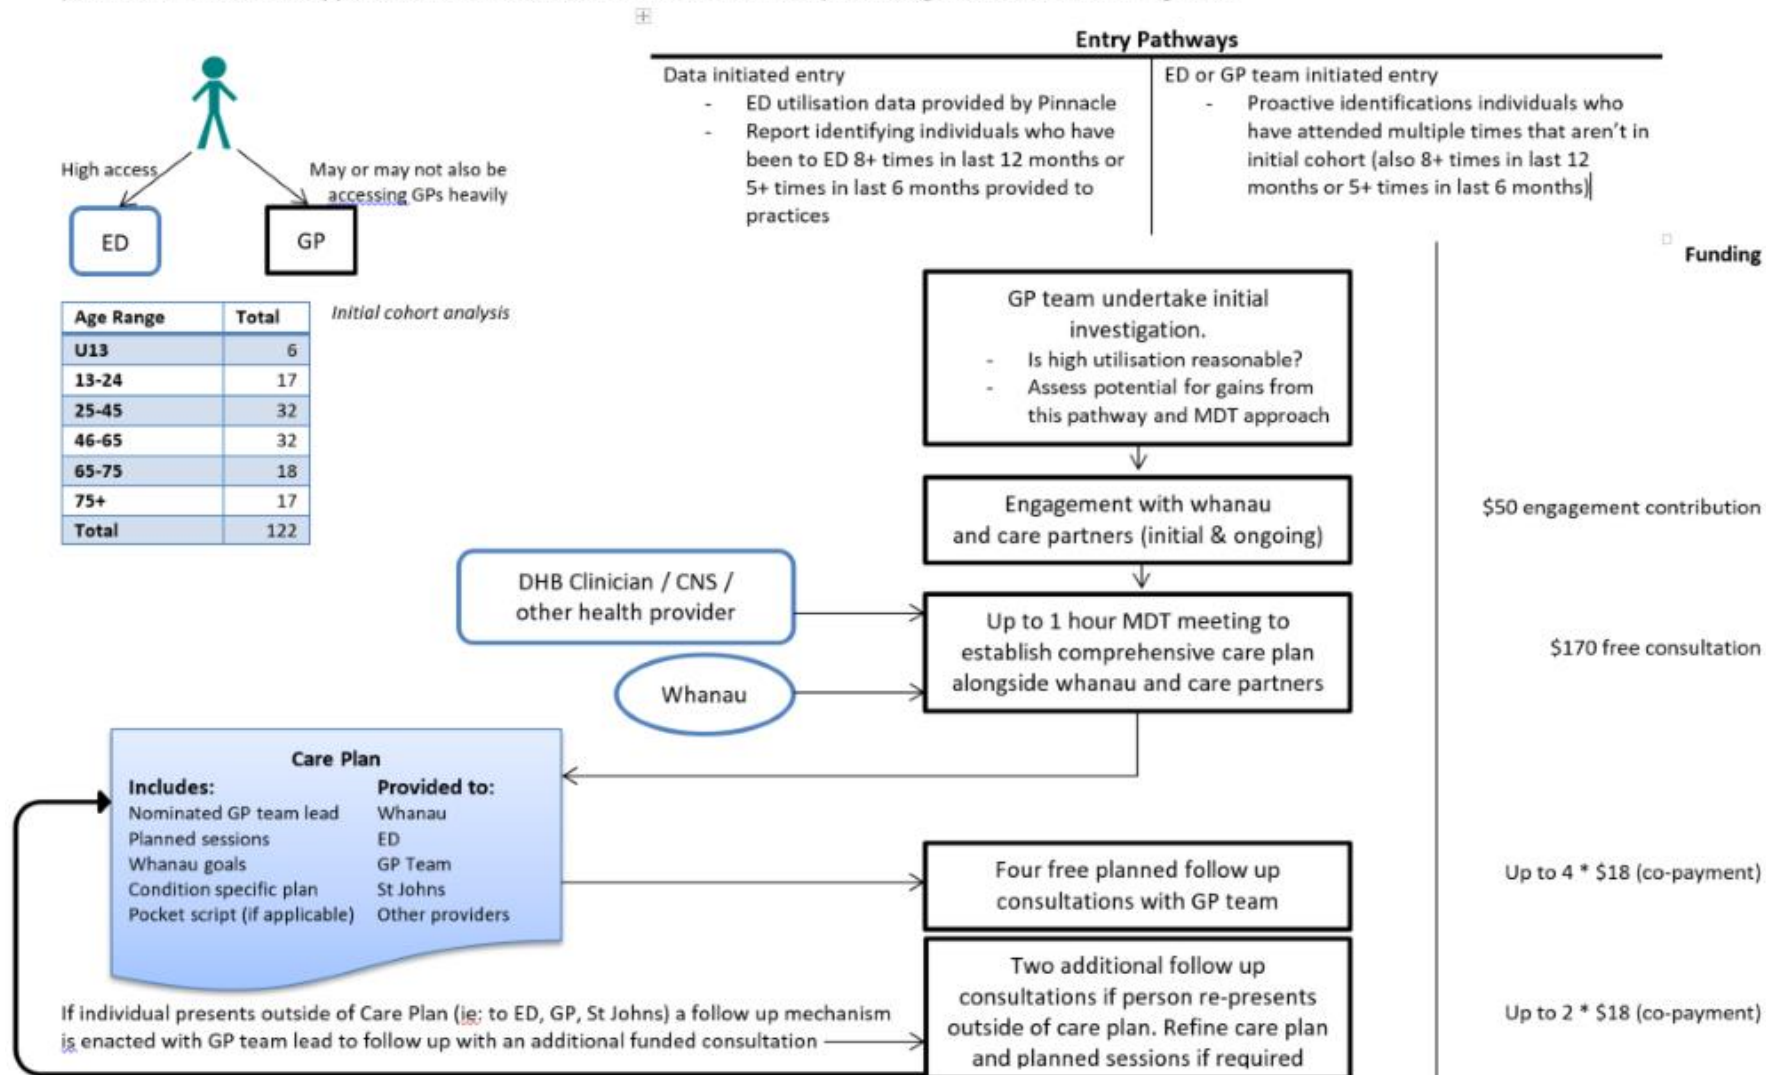 Entry Pathways
Data initiated entry
- ED utilisation data provided by Pinnacle
- Report identifying individuals who have
been to ED 8+ times in last 12 months or
5+ times in last 6 months provided to
practices
ED or GP team initiated entry
- Proactive identifications individuals who
have attended multiple times that aren't in
initial cohort (also 8+ times in last 12
months or 5+ times in last 6 months)
High access
May or may not also be
accessing GPs heavily
ED
GP
Initial cohort analysis
Age Range Total
U13 6
13-24 17
25-45 32
46-65 32
65-75 18
75+ 17
Total 122
Funding
GP team undertake initial
investigation.
- Is high utilisation reasonable?
- Assess potential for gains from
this pathway and MDT approach
Engagement with whanau
and care partners (initial & ongoing)
$50 engagement contribution
DHB Clinician / CNS /
other health provider
Whanau
Up to 1 hour MDT meeting to
establish comprehensive care plan
alongside whanau and care partners
$170 free consultation
Care Plan
Includes: Provided to:
Nominated GP team lead Whanau
Planned sessions ED
Whanau goals GP Team
Condition specific plan St Johns
Pocket script (if applicable) Other providers
Four free planned follow up
consultations with GP team
Up to 4 * $18 (co-payment)
If individual presents outside of Care Plan (ie: to ED, GP, St Johns) a follow up mechanism
is enacted with GP team lead to follow up with an additional funded consultation
Two additional follow up
consultations if person re-presents
outside of care plan. Refine care plan
and planned sessions if required
Up to 2 * $18 (co-payment)